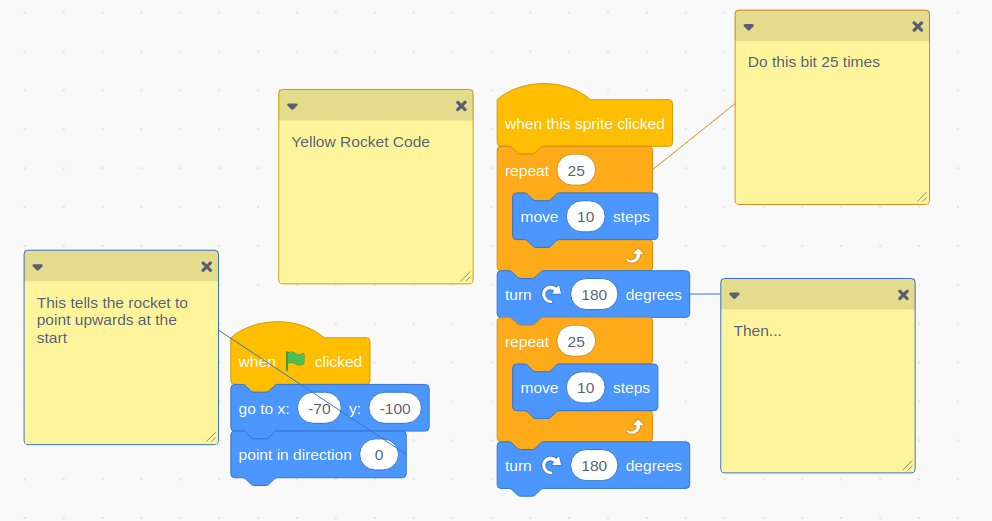 Do this bit 25 times
Yellow Rocket Code
when this sprite clicked
repeat 25
move 10 steps
turn 180 degrees
repeat 25
move 10 steps
turn 180 degrees
Then...
This tells the rocket to
point upwards at the
start
when clicked
go to x: -70 y: -100
point in direction 0